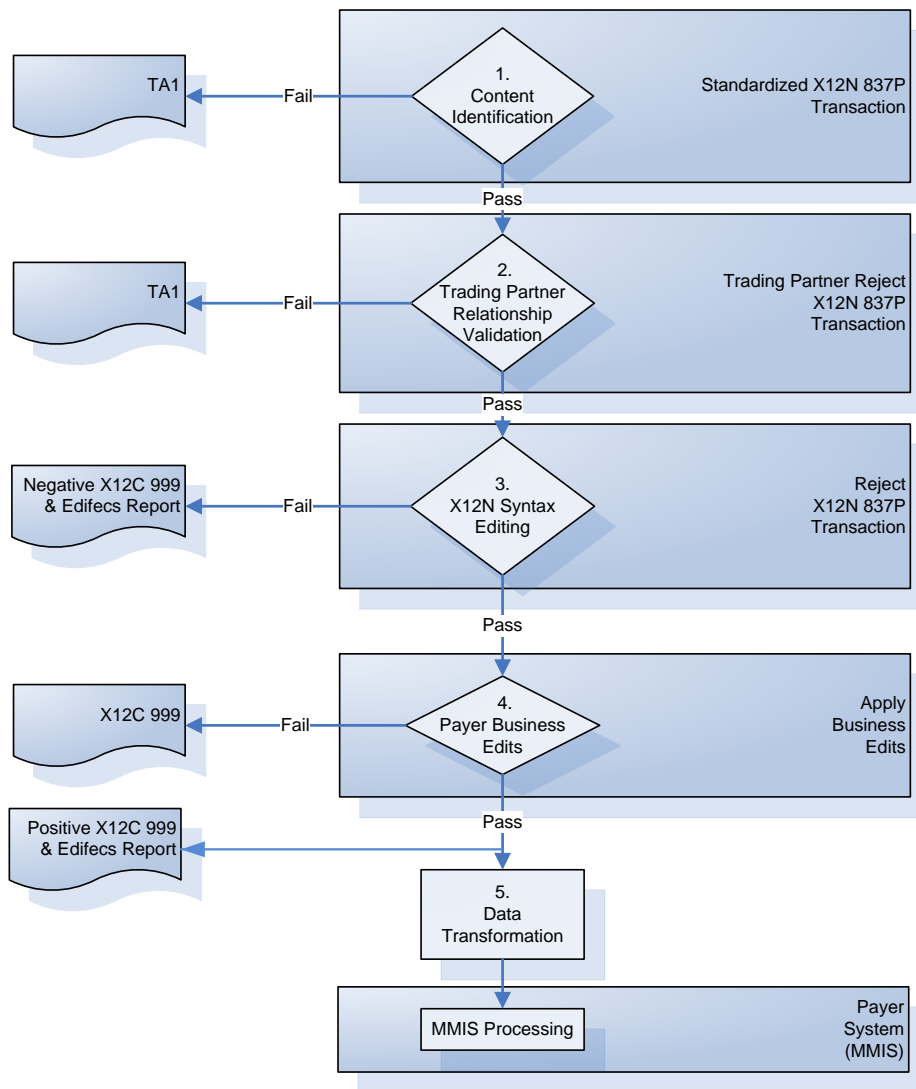 TA1
Fail
1.
Content
Identification
Standardized X12N 837P
Transaction
Pass
TA1
Fail
2.
Trading Partner
Relationship
Validation
Trading Partner Reject
X12N 837P
Transaction
Pass
Negative X12C 999
& Edifecs Report
Fail
3.
X12N Syntax
Editing
Reject
X12N 837P
Transaction
Pass
X12C 999
Fail
4.
Payer Business
Edits
Apply
Business
Edits
Pass
Positive X12C 999
& Edifecs Report
5.
Data
Transformation
MMIS Processing
Payer
System
(MMIS)